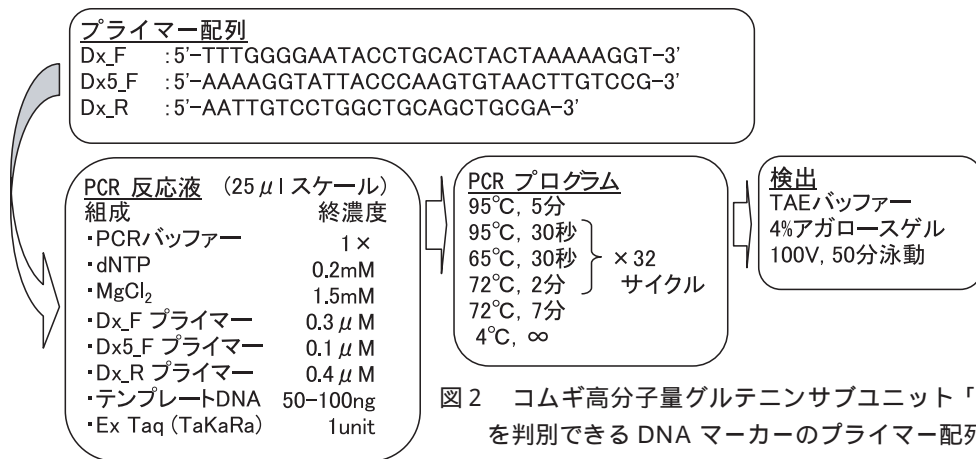 プライマー配列
Dx_F :5'-TTTGGGGAATACCTGCACTACTAAAAAGGT-3'
Dx5_F :5'-AAAAGGTATTACCCAAGTGTAACTTGTCCG-3'
Dx_R :5'-AATTGTCCTGGCTGCAGCTGCGA-3'
PCR 反応液 (25μlスケール)
組成 終濃度
・PCRバッファー 1×
・dNTP 0.2mM
・MgCl2 1.5mM
・Dx_F プライマー 0.3μM
・Dx5_F プライマー 0.1μM
・Dx_R プライマー 0.4μM
・テンプレートDNA 50-100ng
・Ex Taq (TaKaRa) 1unit
PCR プログラム
95℃, 5分
95℃, 30秒
65℃, 30秒
72℃, 2分
×32
サイクル
72℃, 7分
4℃, ∞
検出
TAEバッファー
4%アガロースゲル
100V, 50分泳動
図2 コムギ高分子量グルテニンサブユニット「
を判別できる DNA マーカーのプライマー配列